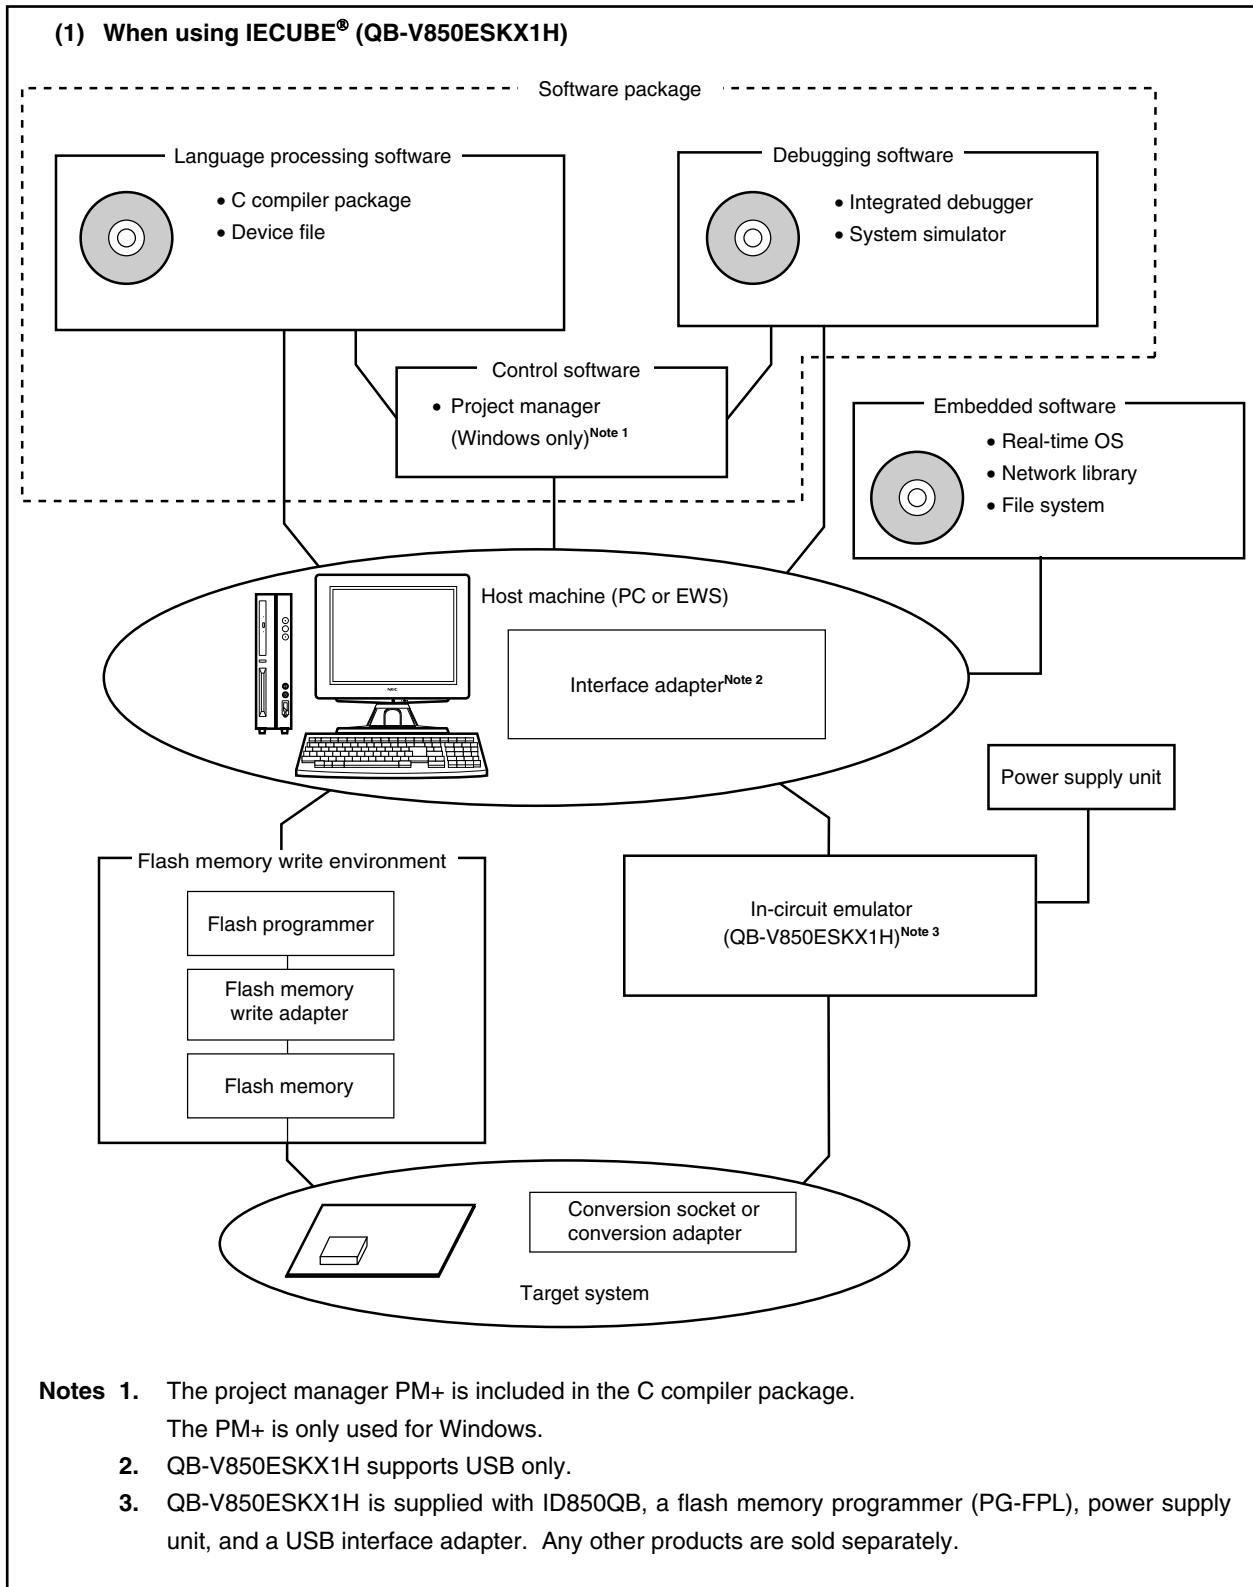 (1) When using IECUBE® (QB-V850ESKX1H)
Software package
Language processing software
• C compiler package
• Device file
Debugging software
• Integrated debugger
• System simulator
Control software
• Project manager
(Windows only)Note 1
Embedded software
• Real-time OS
• Network library
• File system
Host machine (PC or EWS)
Interface adapterNote 2
NEC
Power supply unit
Flash memory write environment
Flash programmer
Flash memory
write adapter
Flash memory
In-circuit emulator
(QB-V850ESKX1H)Note 3
Conversion socket or
conversion adapter
Target system
Notes 1. The project manager PM+ is included in the C compiler package.
The PM+ is only used for Windows.
2. QB-V850ESKX1H supports USB only.
3. QB-V850ESKX1H is supplied with ID850QB, a flash memory programmer (PG-FPL), power supply
unit, and a USB interface adapter. Any other products are sold separately.